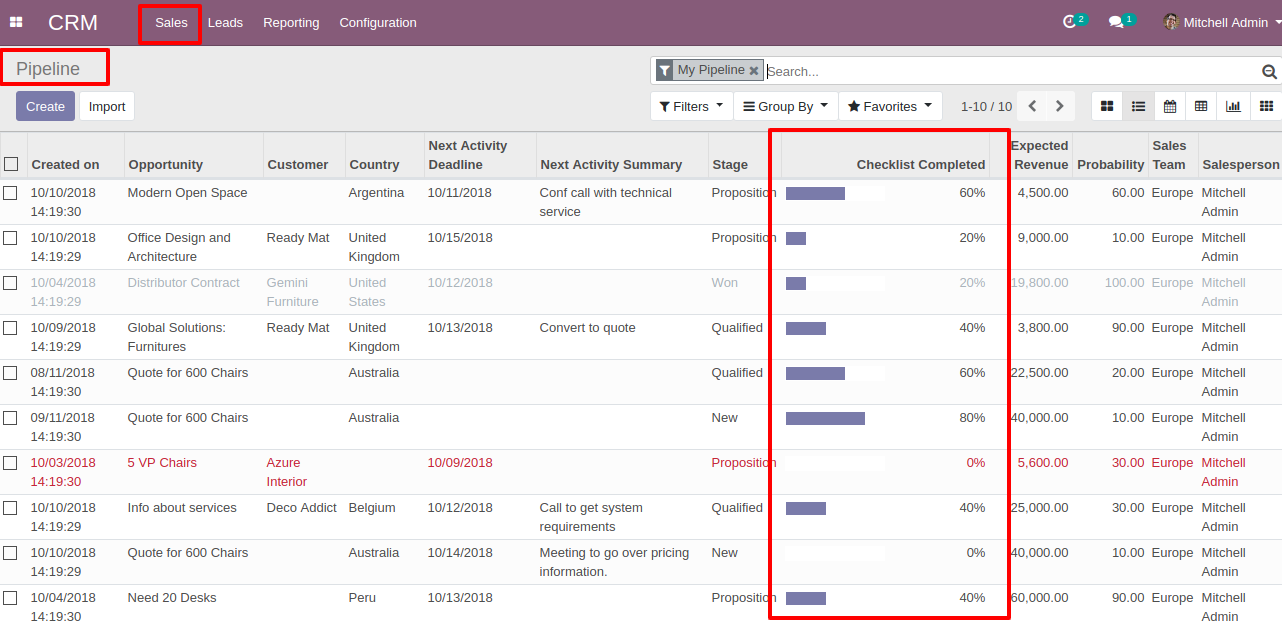 CRM Sales Leads Reporting Configuration 2 1 Mitchell Admin
Pipeline
My Pipeline Search...
Create Import Filters Group By Favorites 1-10 / 10
Created on Opportunity Customer Country Next Activity Deadline Next Activity Summary Stage Checklist Completed Expected Revenue Probability Sales Team Salesperson
10/10/2018 Modern Open Space Argentina 10/11/2018 Conf call with technical Proposition 60% 4,500.00 60.00 Europe Mitchell
14:19:30 service Admin
10/10/2018 Office Design and Ready Mat United 10/15/2018 Proposition 20% 9,000.00 10.00 Europe Mitchell
14:19:29 Architecture Kingdom Admin
10/04/2018 Distributor Contract Gemini United 10/12/2018 Won 20% 19,800.00 100.00 Europe Mitchell
14:19:29 Furniture States Admin
10/09/2018 Global Solutions: Ready Mat United 10/13/2018 Convert to quote Qualified 40% 3,800.00 90.00 Europe Mitchell
14:19:29 Furnitures Kingdom Admin
08/11/2018 Quote for 600 Chairs Australia Qualified 60% 22,500.00 20.00 Europe Mitchell
14:19:30 Admin
09/11/2018 Quote for 600 Chairs Australia New 80% 40,000.00 10.00 Europe Mitchell
14:19:30 Admin
10/03/2018 5 VP Chairs Azure 10/09/2018 Proposition 0% 5,600.00 30.00 Europe Mitchell
14:19:30 Interior Admin
10/10/2018 Info about services Deco Addict Belgium 10/12/2018 Call to get system Qualified 40% 25,000.00 30.00 Europe Mitchell
14:19:29 requirements Admin
10/10/2018 Quote for 600 Chairs Australia 10/14/2018 Meeting to go over pricing New 0% 40,000.00 10.00 Europe Mitchell
14:19:29 information. Admin
10/04/2018 Need 20 Desks Peru 10/13/2018 Proposition 40% 60,000.00 90.00 Europe Mitchell
14:19:30 Admin